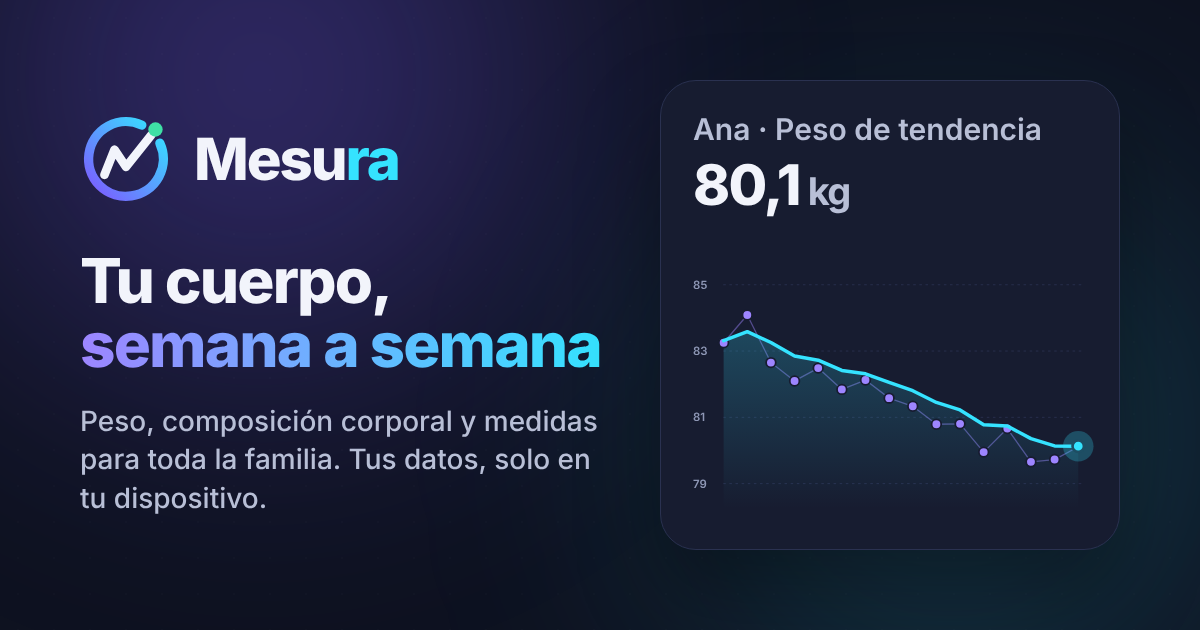 Mesura
Tu cuerpo,
semana a semana
Peso, composición corporal y medidas
para toda la familia. Tus datos, solo en
tu dispositivo.
Ana · Peso de tendencia
80,1 kg
85
83
81
79